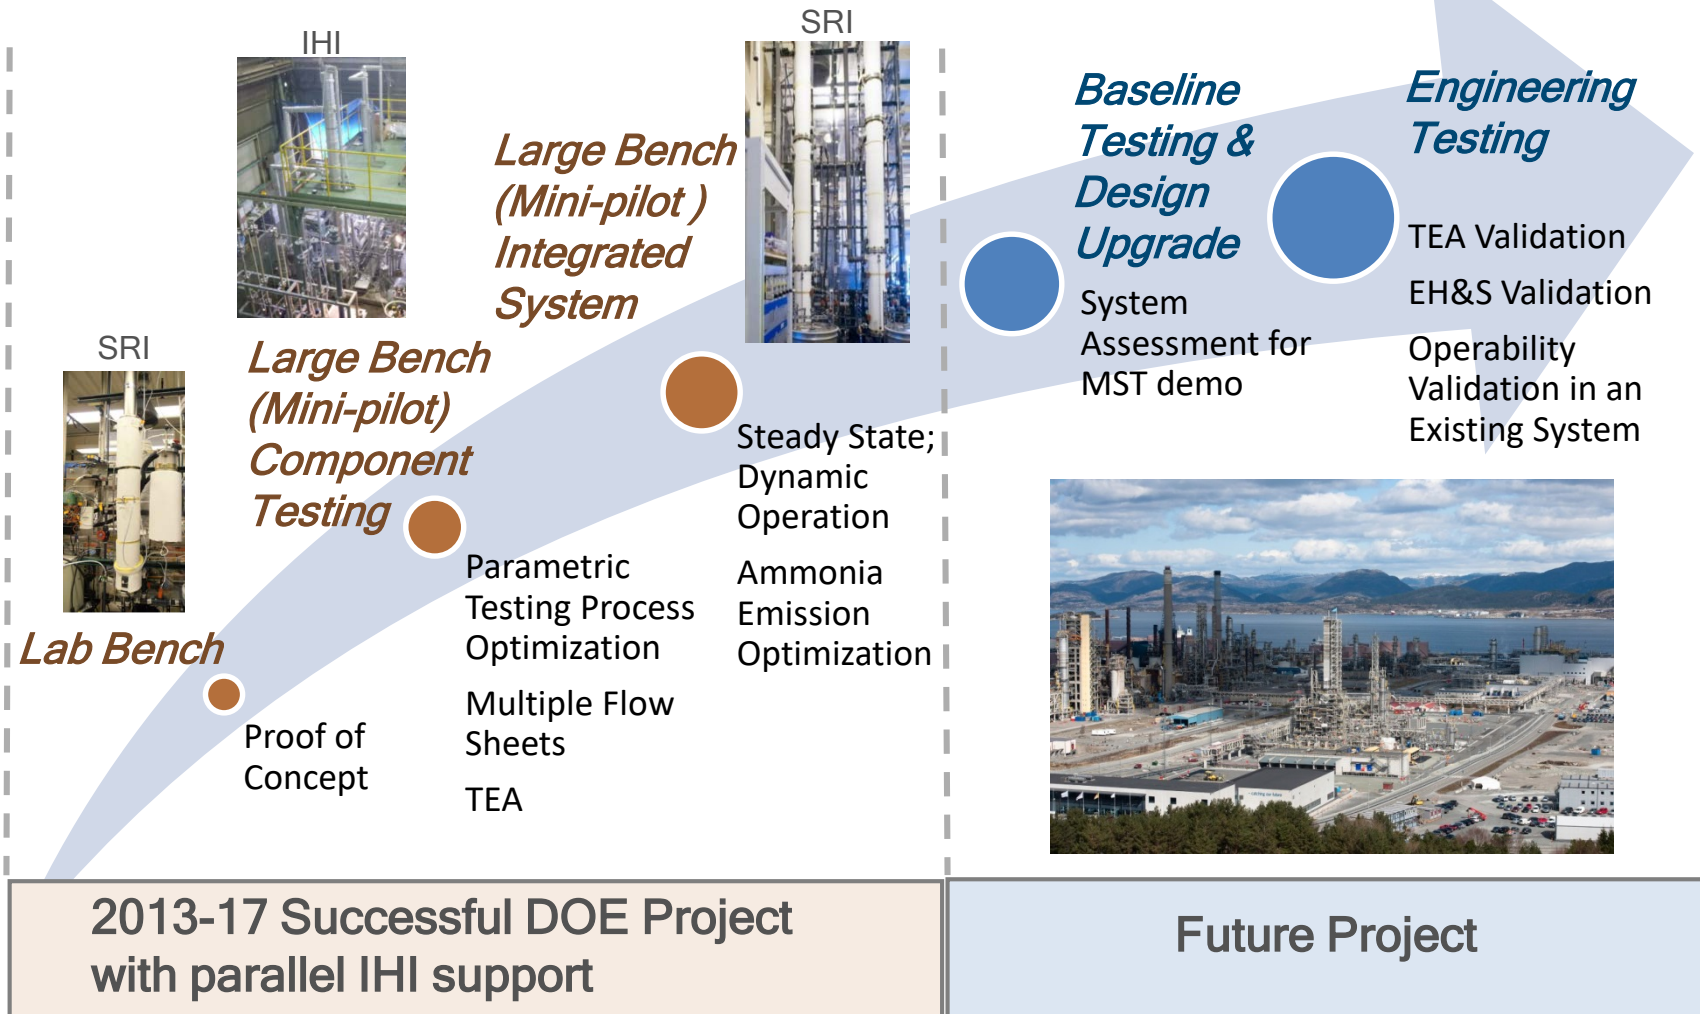 SRI
Lab Bench
Proof of
Concept
IHI
Large Bench
(Mini-pilot)
Component
Testing
Parametric
Testing Process
Optimization
Multiple Flow
Sheets
TEA
SRI
Large Bench
(Mini-pilot )
Integrated
System
Steady State;
Dynamic
Operation
Ammonia
Emission
Optimization
Baseline
Testing &
Design
Upgrade
System
Assessment for
MST demo
Engineering
Testing
TEA Validation
EH&S Validation
Operability
Validation in an
Existing System
2013-17 Successful DOE Project
with parallel IHI support
Future Project